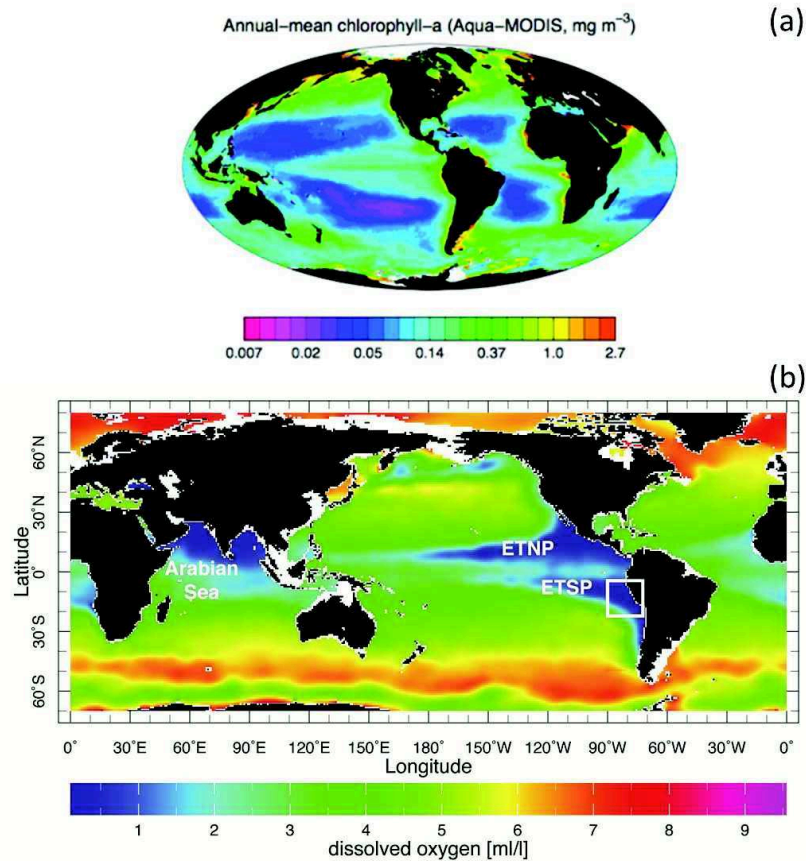 (a)
Annual-mean chlorophyll-a (Aqua-MODIS, mg m⁻³)
0.007 0.02 0.05 0.14 0.37 1.0 2.7
(b)
60˚N
30˚N
0˚
30˚S
60˚S
Latitude
ETNP
Arabian
Sea
ETSP
0˚ 30˚E 60˚E 90˚E 120˚E 150˚E 180˚ 150˚W 120˚W 90˚W 60˚W 30˚W 0˚
Longitude
1 2 3 4 5 6 7 8 9
dissolved oxygen [ml/l]